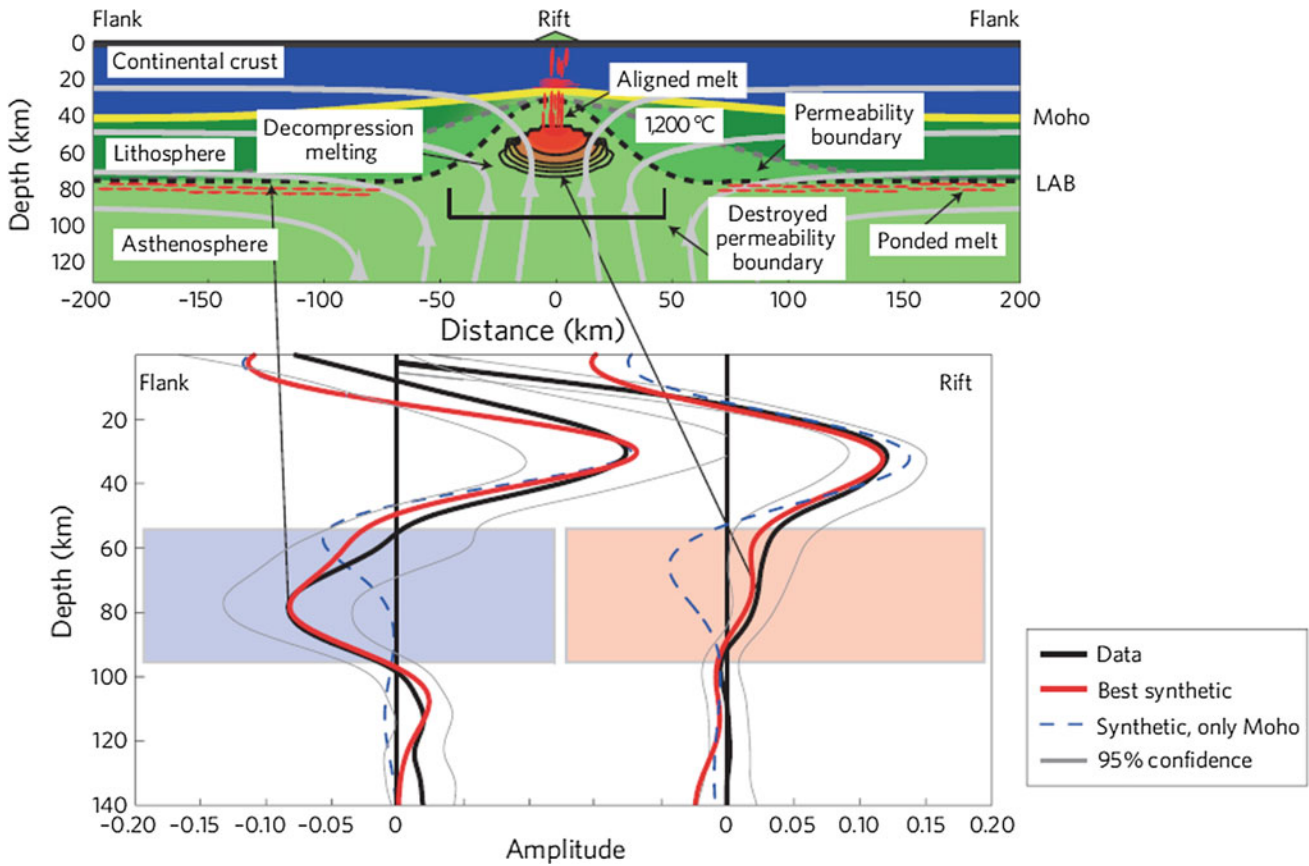 Flank
Rift
Flank
0
20
40
60
80
100
120
Depth (km)
Continental crust
Aligned melt
Decompression
melting
1,200 °C
Permeability
boundary
Moho
Lithosphere
LAB
Asthenosphere
Destroyed
permeability
boundary
Ponded melt
-200
-150
-100
-50
0
50
100
150
200
Distance (km)
Flank
Rift
20
40
60
80
100
120
140
Depth (km)
-0.20
-0.15
-0.10
-0.05
0
0
0.05
0.10
0.15
0.20
Amplitude
Data
Best synthetic
Synthetic, only Moho
95% confidence